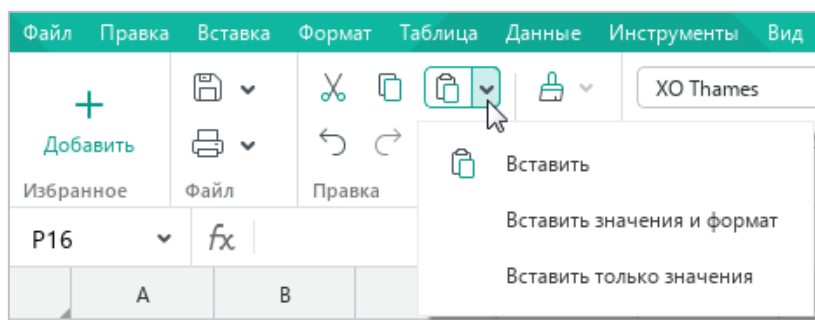 Файл Правка Вставка Формат Таблица Данные Инструменты Вид
XO Thames
Добавить
Избранное Файл Правка
Вставить
Вставить значения и формат
Вставить только значения
P16 fx
A B